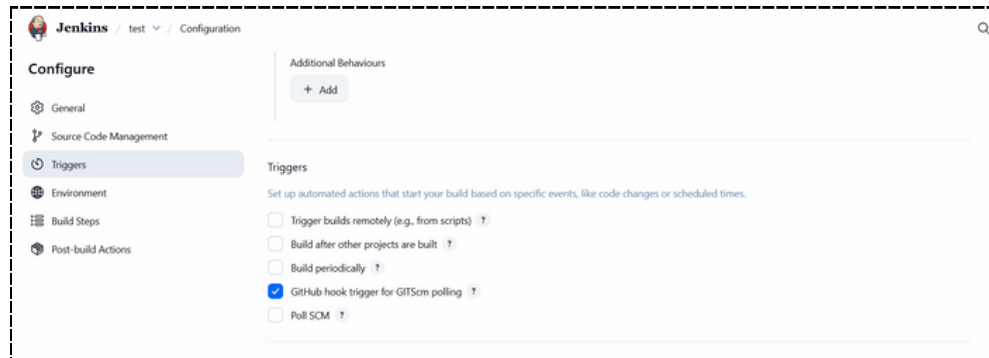 Jenkins / test / Configuration
Configure
General
Source Code Management
Triggers
Environment
Build Steps
Post-build Actions
Additional Behaviours
+ Add
Triggers
Set up automated actions that start your build based on specific events, like code changes or scheduled times.
Trigger builds remotely (e.g., from scripts) ?
Build after other projects are built ?
Build periodically ?
GitHub hook trigger for GITScm polling ?
Poll SCM ?